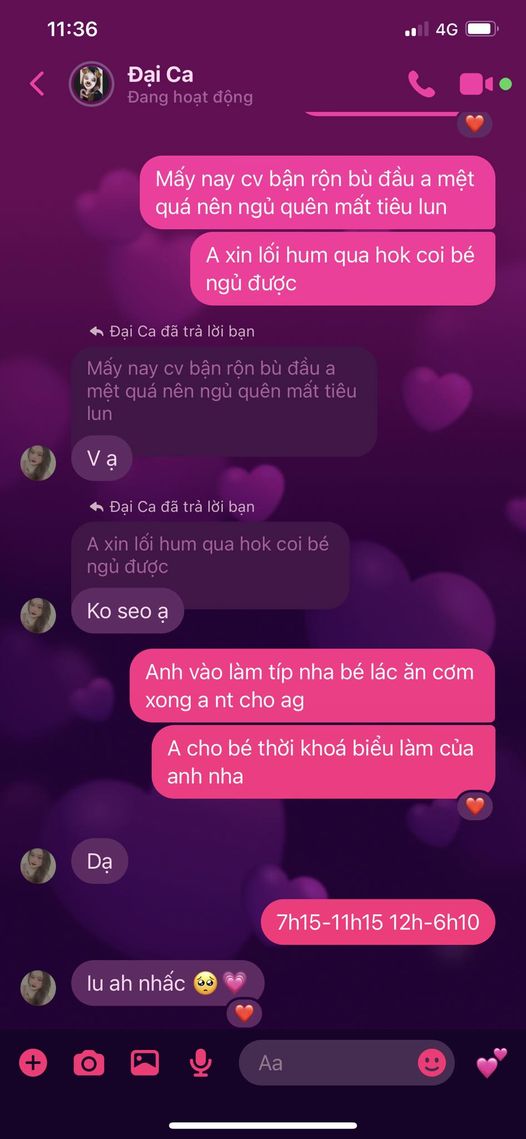 11:36
4G
Đại Ca
Đang hoạt động
Mấy nay cv bận rộn bù đầu a mệt
quá nên ngủ quên mất tiêu lun
A xin lối hum qua hok coi bé
ngủ được
Đại Ca đã trả lời bạn
Mấy nay cv bận rộn bù đầu a
mệt quá nên ngủ quên mất tiêu
lun
V ạ
Đại Ca đã trả lời bạn
A xin lối hum qua hok coi bé
ngủ được
Ko seo ạ
Anh vào làm típ nha bé lác ăn cơm
xong a nt cho ag
A cho bé thời khoá biểu làm của
anh nha
Dạ
7h15-11h15 12h-6h10
Iu ah nhấc 🥺💗
Aa